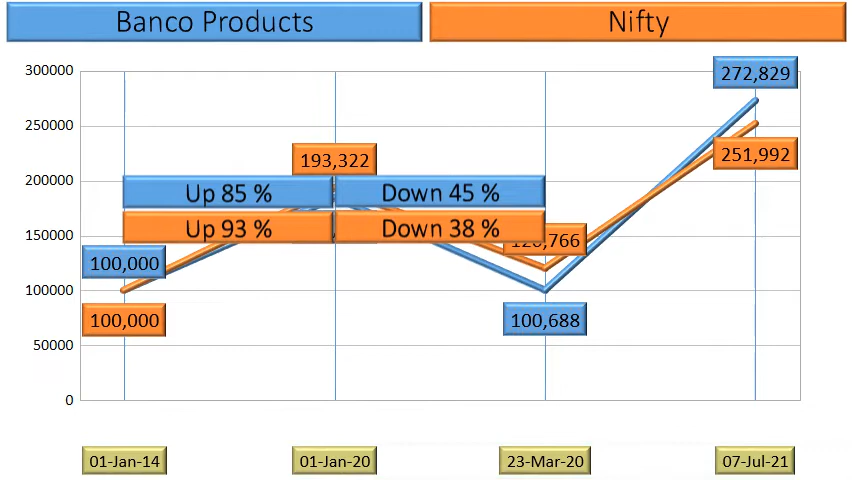 Banco Products
Nifty
300000
272,829
250000
251,992
200000
193,322
Up 85 %
Down 45 %
Up 93 %
Down 38 %
150000
100,000
100000
100,000
100,688
50000
0
01-Jan-14
01-Jan-20
23-Mar-20
07-Jul-21